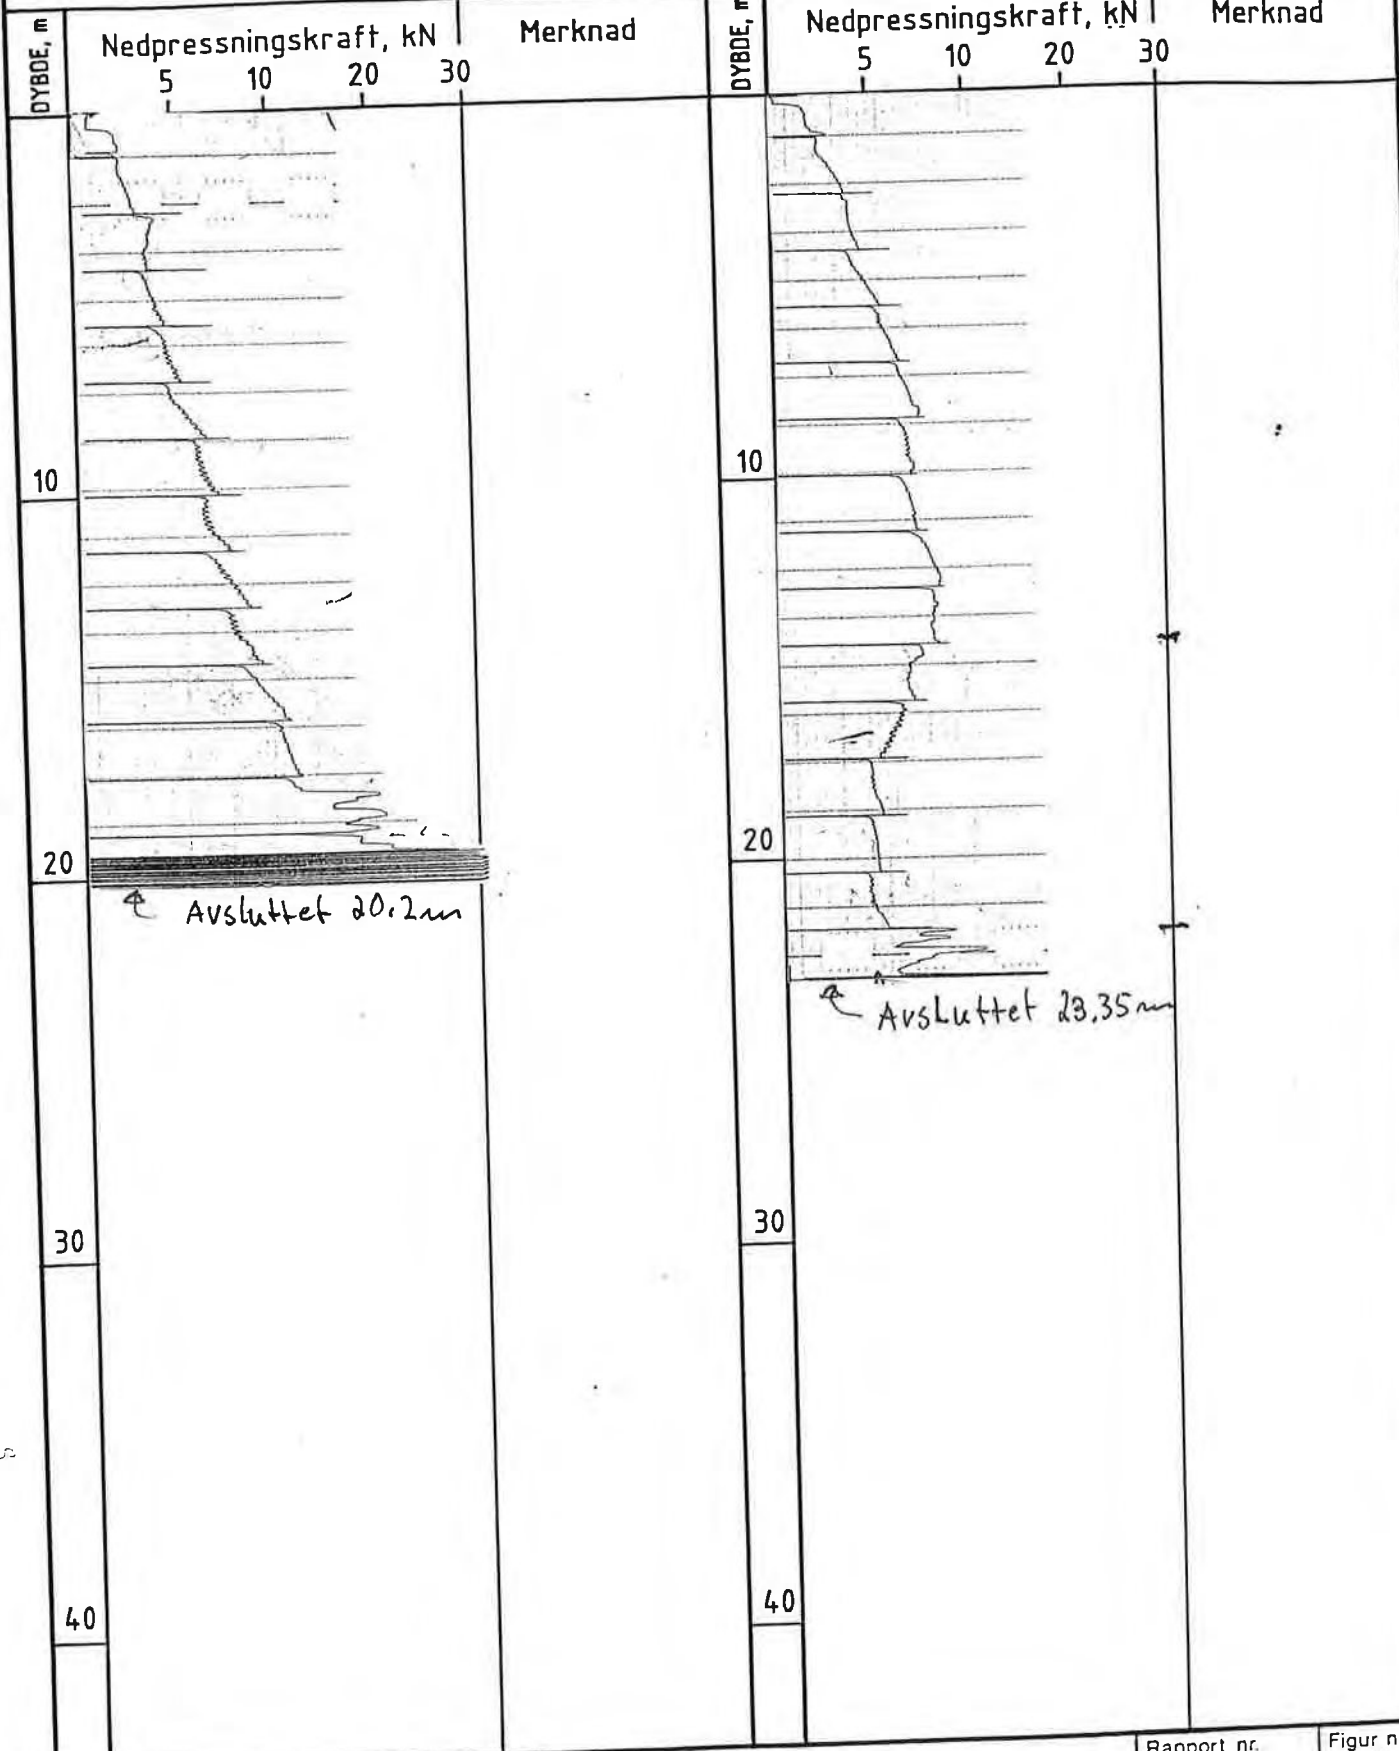 DYBDE, m
Nedpressningskraft, kN
Merknad
5 10 20 30
10
20
Avsluttet 20.2m
30
40
DYBDE, m
Nedpressningskraft, kN
Merknad
5 10 20 30
10
20
Avsluttet 23,35m
30
40
Rapport nr.
Figur n